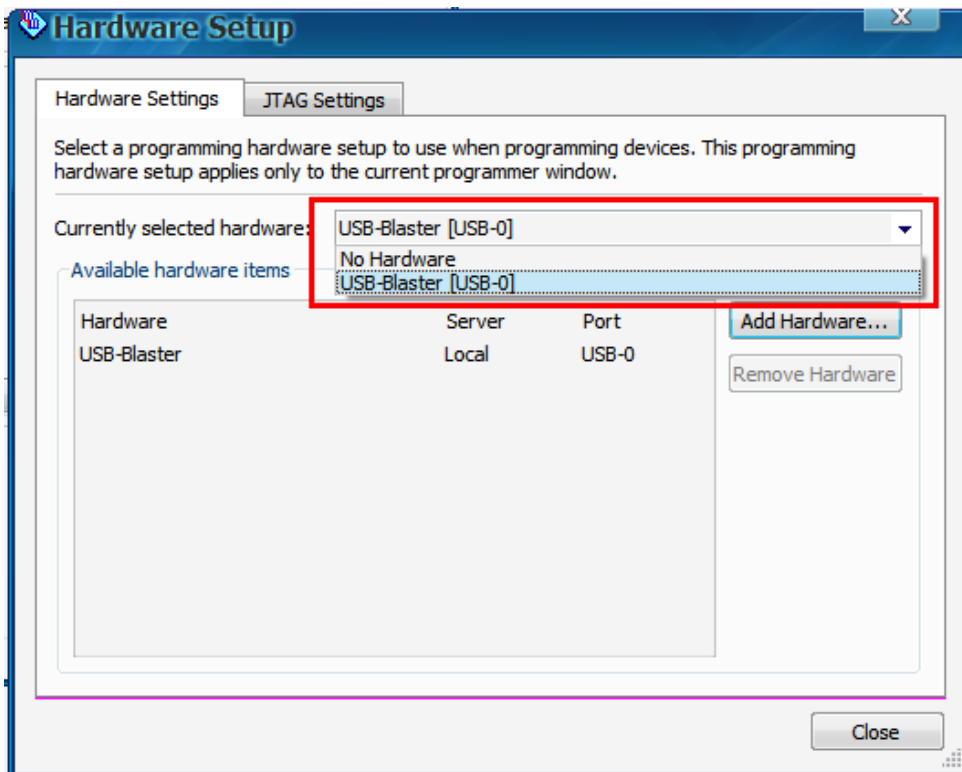 Hardware Setup
Hardware Settings
JTAG Settings
Select a programming hardware setup to use when programming devices. This programming
hardware setup applies only to the current programmer window.
Currently selected hardware:
USB-Blaster [USB-0]
No Hardware
USB-Blaster [USB-0]
Available hardware items
Hardware Server Port
USB-Blaster Local USB-0
Add Hardware...
Remove Hardware
Close